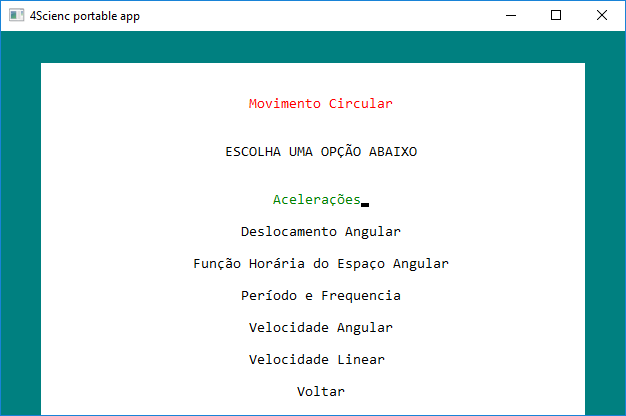 4Scienc portable app
Movimento Circular
ESCOLHA UMA OPÇÃO ABAIXO
Acelerações
Deslocamento Angular
Função Horária do Espaço Angular
Período e Frequencia
Velocidade Angular
Velocidade Linear
Voltar